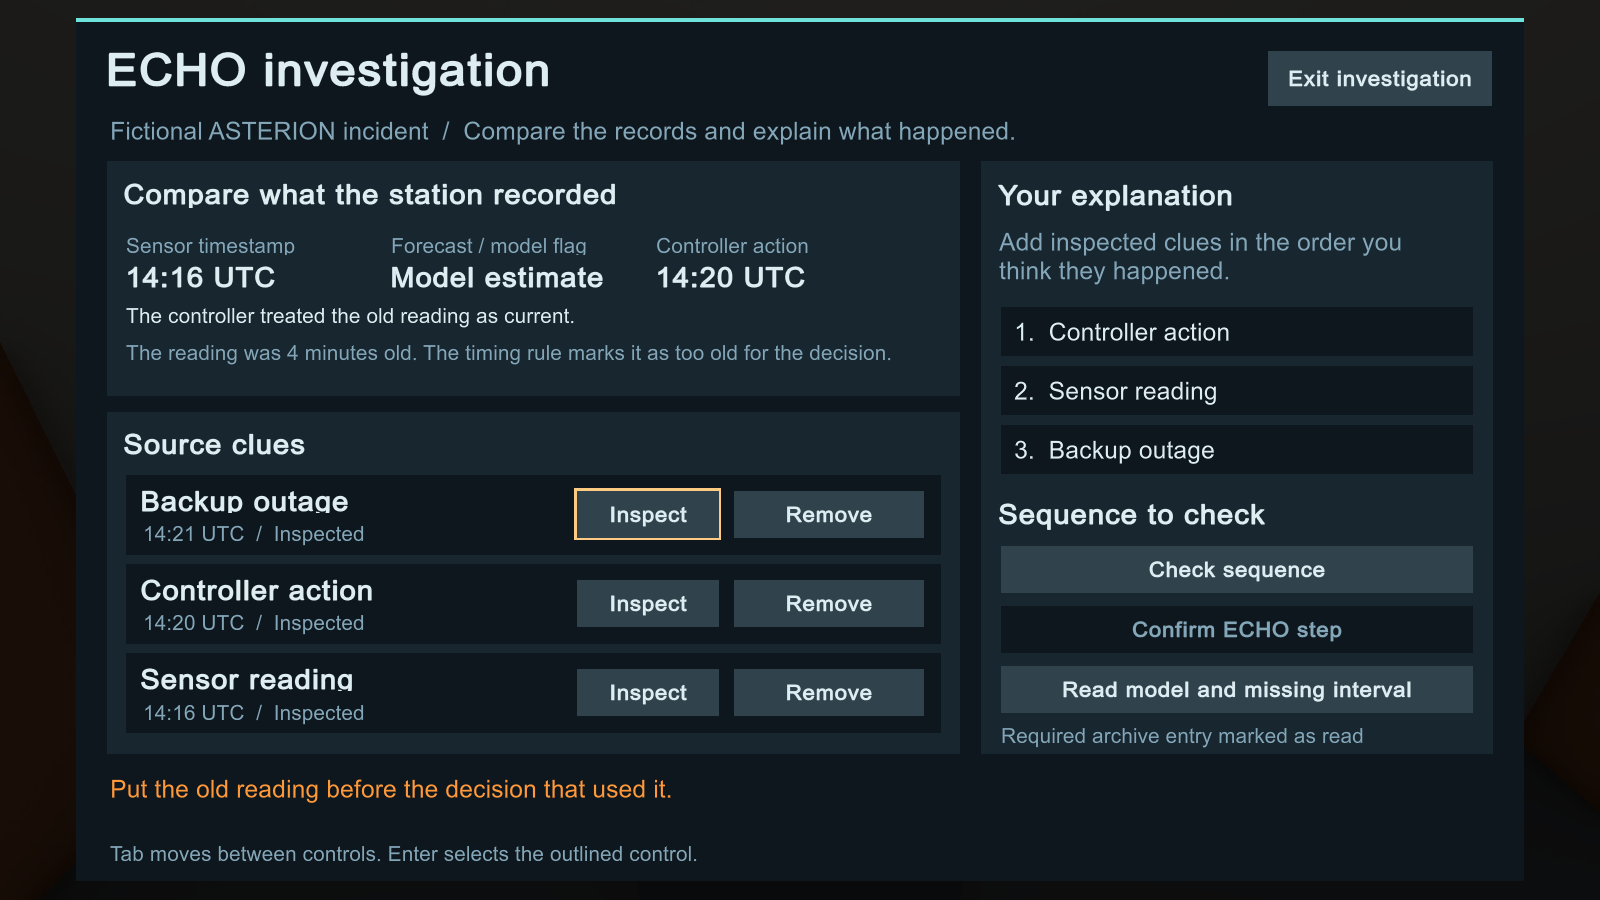 ECHO investigation
Exit investigation
Fictional ASTERION incident / Compare the records and explain what happened.
Compare what the station recorded
Sensor timestamp
Forecast / model flag
Controller action
14:16 UTC
Model estimate
14:20 UTC
The controller treated the old reading as current.
The reading was 4 minutes old. The timing rule marks it as too old for the decision.
Source clues
Backup outage
14:21 UTC / Inspected
Inspect
Remove
Controller action
14:20 UTC / Inspected
Inspect
Remove
Sensor reading
14:16 UTC / Inspected
Inspect
Remove
Your explanation
Add inspected clues in the order you
think they happened.
1. Controller action
2. Sensor reading
3. Backup outage
Sequence to check
Check sequence
Confirm ECHO step
Read model and missing interval
Required archive entry marked as read
Put the old reading before the decision that used it.
Tab moves between controls. Enter selects the outlined control.